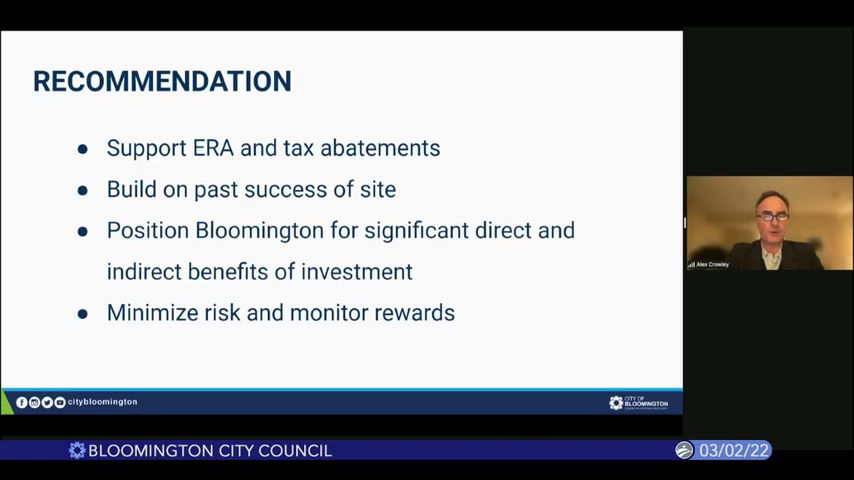 RECOMMENDATION
● Support ERA and tax abatements
● Build on past success of site
● Position Bloomington for significant direct and
indirect benefits of investment
● Minimize risk and monitor rewards
Alex Crowley
citybloomington
CITY OF
BLOOMINGTON
BLOOMINGTON CITY COUNCIL
03/02/22